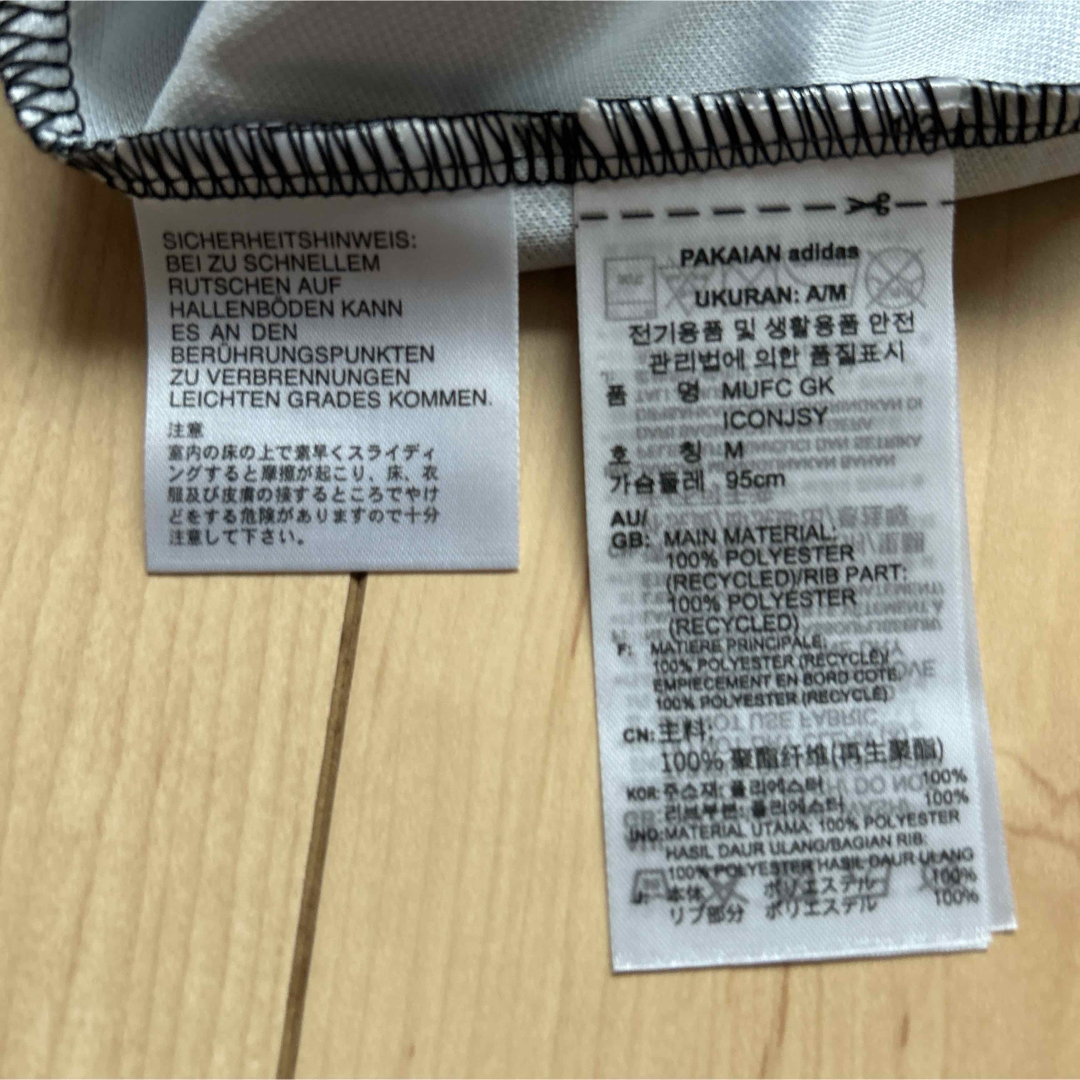 SICHERHEITSHINWEIS:
BEI ZU SCHNELLEM
RUTSCHEN AUF
HALLENBÖDEN KANN
ES AN DEN
BERÜHRUNGSPUNKTEN
ZU VERBRENNUNGEN
LEICHTEN GRADES KOMMEN.
注意
室内の床の上で素早くスライディ
ングすると摩擦が起こり、床、衣
服及び皮膚の接するところでやけ
どをする危険がありますので十分
注意して下さい。
PAKAIAN adidas
UKURAN: A/M
전기용품 및 생활용품 안전
관리법에 의한 품질표시
품 명 MUFC GK
ICONJSY
호 칭 M
가슴둘레 95cm
AU/
GB: MAIN MATERIAL:
100% POLYESTER
(RECYCLED)/RIB PART:
100% POLYESTER
(RECYCLED)
F: MATIERE PRINCIPALE:
100% POLYESTER (RECYCLÉ)/
EMPIECEMENT EN BORD COTE:
100% POLYESTER (RECYCLÉ)
CN: 主料:
100% 聚酯纤维(再生聚酯)
KOR: 주소재: 폴리에스터 100%
리브부분: 폴리에스터 100%
IND: MATERIAL UTAMA: 100% POLYESTER
HASIL DAUR ULANG/BAGIAN RIB:
100% POLYESTER HASIL DAUR ULANG
J: 本体 ポリエステル 100%
リブ部分 ポリエステル 100%